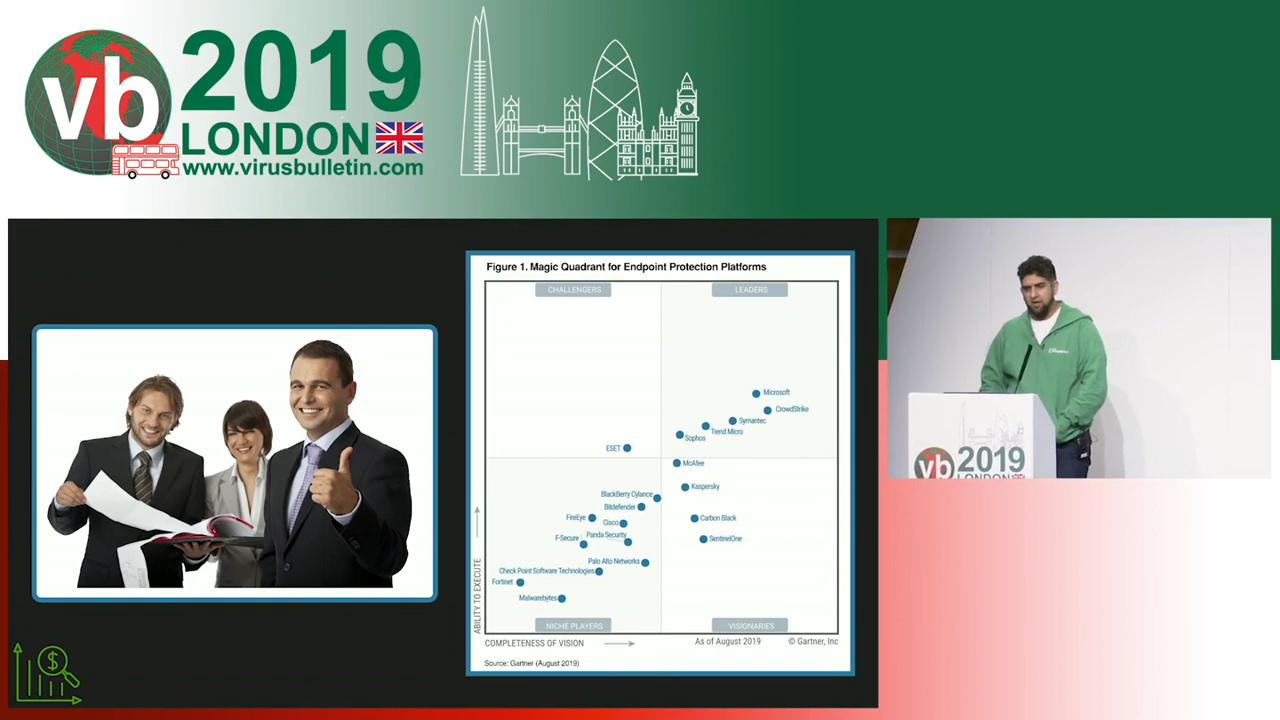 vb
2019
LONDON
www.virusbulletin.com
Figure 1. Magic Quadrant for Endpoint Protection Platforms
CHALLENGERS
LEADERS
Microsoft
CrowdStrike
Symantec
Trend Micro
Sophos
ESET
McAfee
Kaspersky
BlackBerry Cylance
Bitdefender
FireEye
Cisco
Carbon Black
Panda Security
F-Secure
SentinelOne
Palo Alto Networks
Check Point Software Technologies
Fortinet
Malwarebytes
NICHE PLAYERS
VISIONARIES
ABILITY TO EXECUTE
COMPLETENESS OF VISION
As of August 2019
© Gartner, Inc
Source: Gartner (August 2019)
$
vb
2019
LONDON